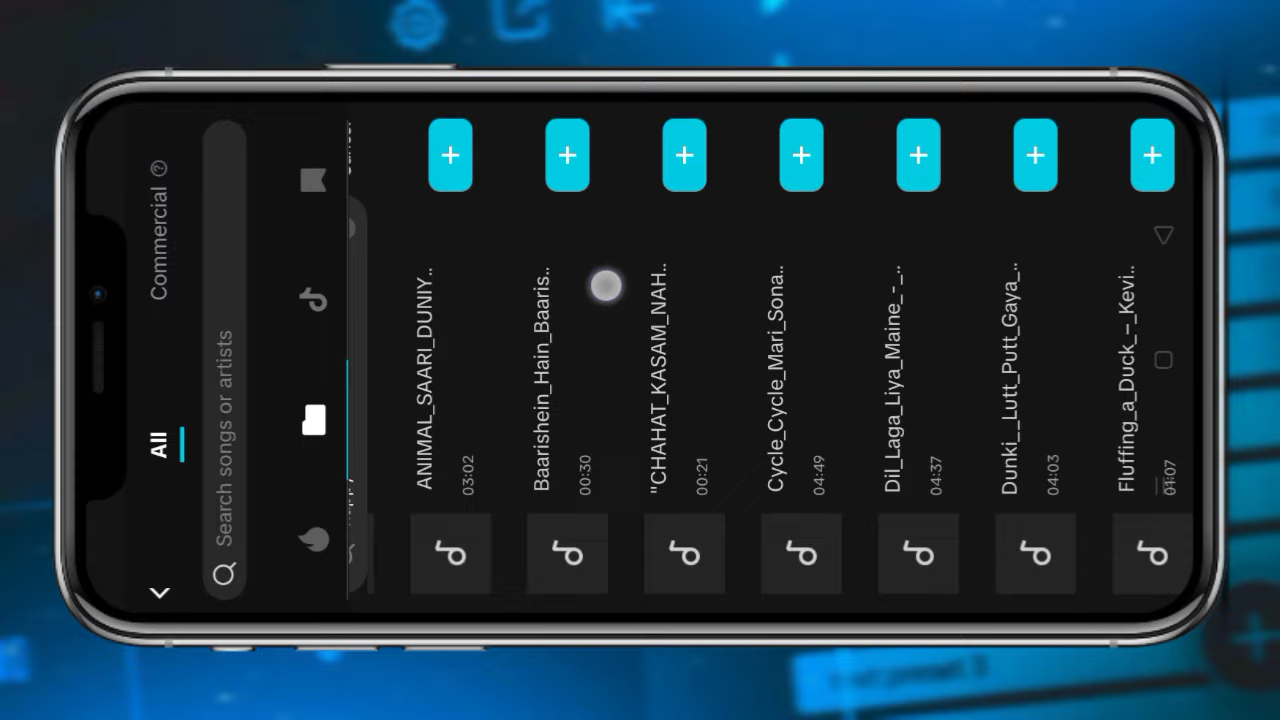 All
Commercial
Search songs or artists
ANIMAL_SAARI_DUNIY..
03:02
Baarishein_Hain_Baaris..
00:30
"CHAHAT_KASAM_NAH..
00:21
Cycle_Cycle_Mari_Sona..
04:49
Dil_Laga_Liya_Maine_-_..
04:37
Dunki__Lutt_Putt_Gaya_..
04:03
Fluffing_a_Duck_–_Kevi..
01:07